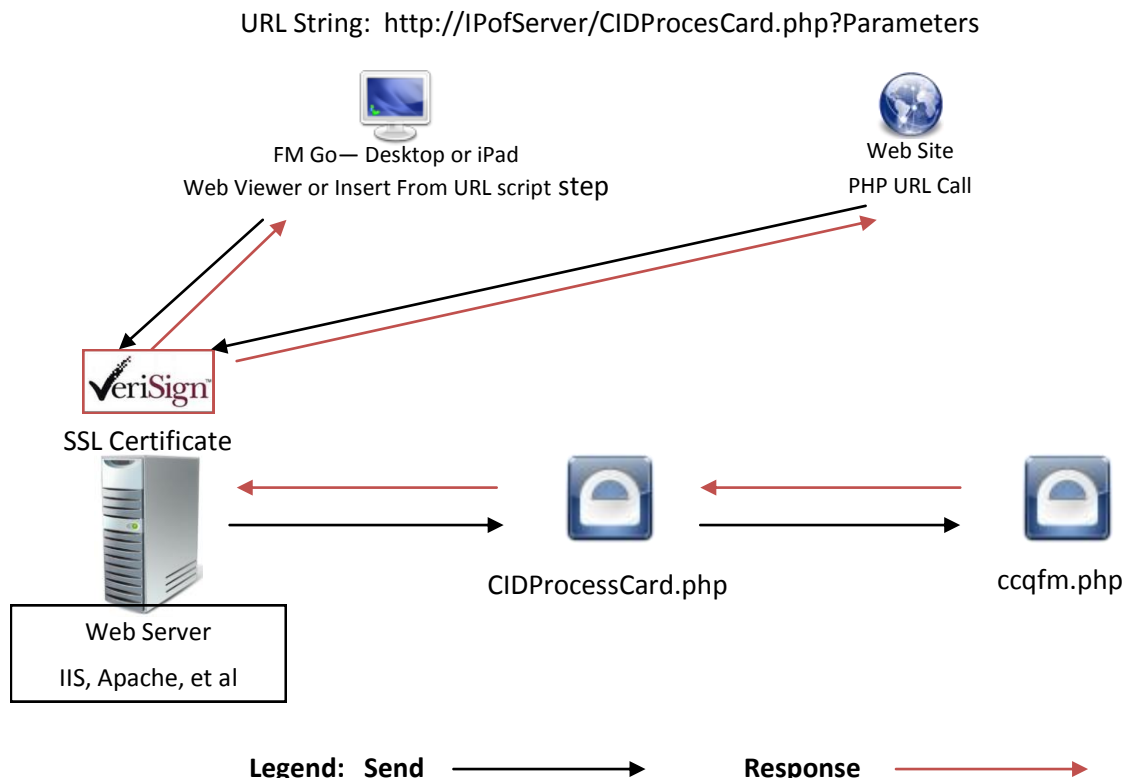 URL String: http://IPofServer/CIDProcesCard.php?Parameters
FM Go— Desktop or iPad
Web Viewer or Insert From URL script step
Web Site
PHP URL Call
VeriSign™
SSL Certificate
CIDProcessCard.php
ccqfm.php
Web Server
IIS, Apache, et al
Legend: Send Response